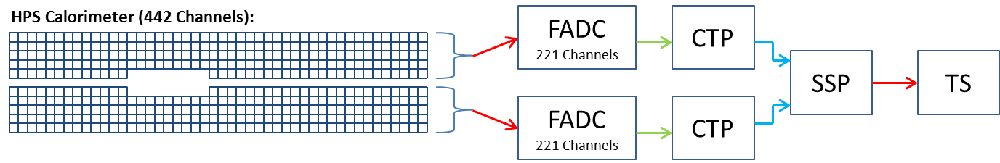 HPS Calorimeter (442 Channels):
FADC
221 Channels
CTP
SSP
TS
FADC
221 Channels
CTP